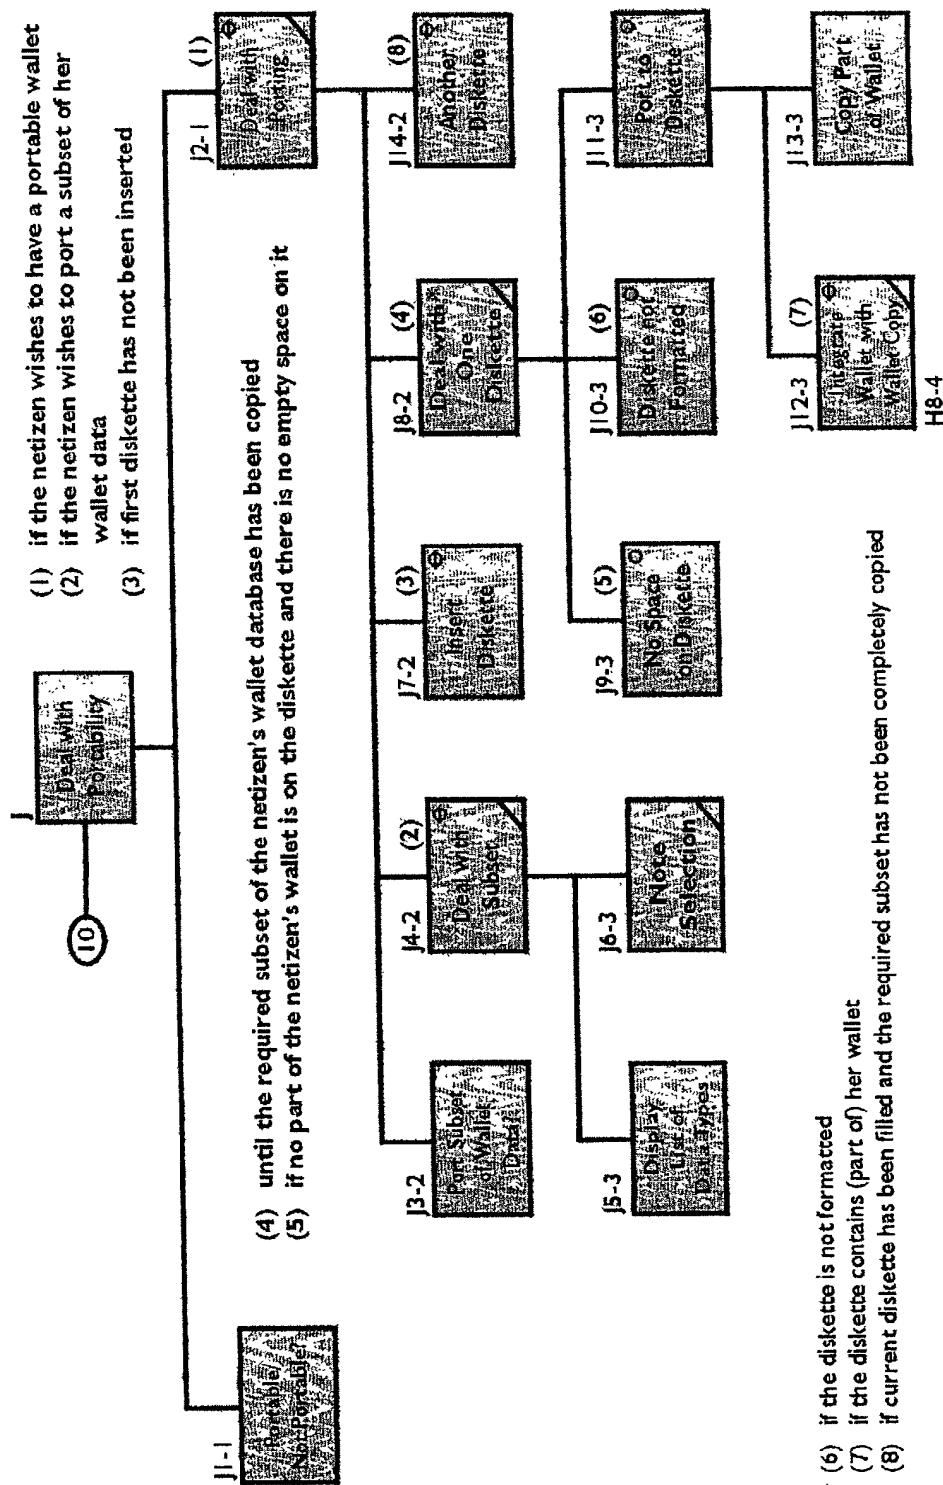 (1) if the netizen wishes to have a portable wallet
(2) if the netizen wishes to port a subset of her
wallet data
(3) if first diskette has not been inserted
10
J
Deal with
Portability
J1-1
Portable/
Not Portable?
J2-1
(1)
Deal with
Porting
(4) until the required subset of the netizen's wallet database has been copied
(5) if no part of the netizen's wallet is on the diskette and there is no empty space on it
J3-2
Port Subset
of Wallet
Data?
J4-2
(2)
Deal with
Subset
J7-2
(3)
Insert
Diskette
J8-2
(4)
Deal with
One
Diskette
J14-2
(8)
Another
Diskette
J5-3
Display
List of
Data Types
J6-3
Note
Selection
J9-3
(5)
No Space
on Diskette
J10-3
(6)
Diskette not
Formatted
J11-3
Port to
Diskette
J12-3
(7)
Integrate
Wallet with
Wallet Copy
H8-4
J13-3
Copy Part
of Wallet
(6) if the diskette is not formatted
(7) if the diskette contains (part of) her wallet
(8) if current diskette has been filled and the required subset has not been completely copied